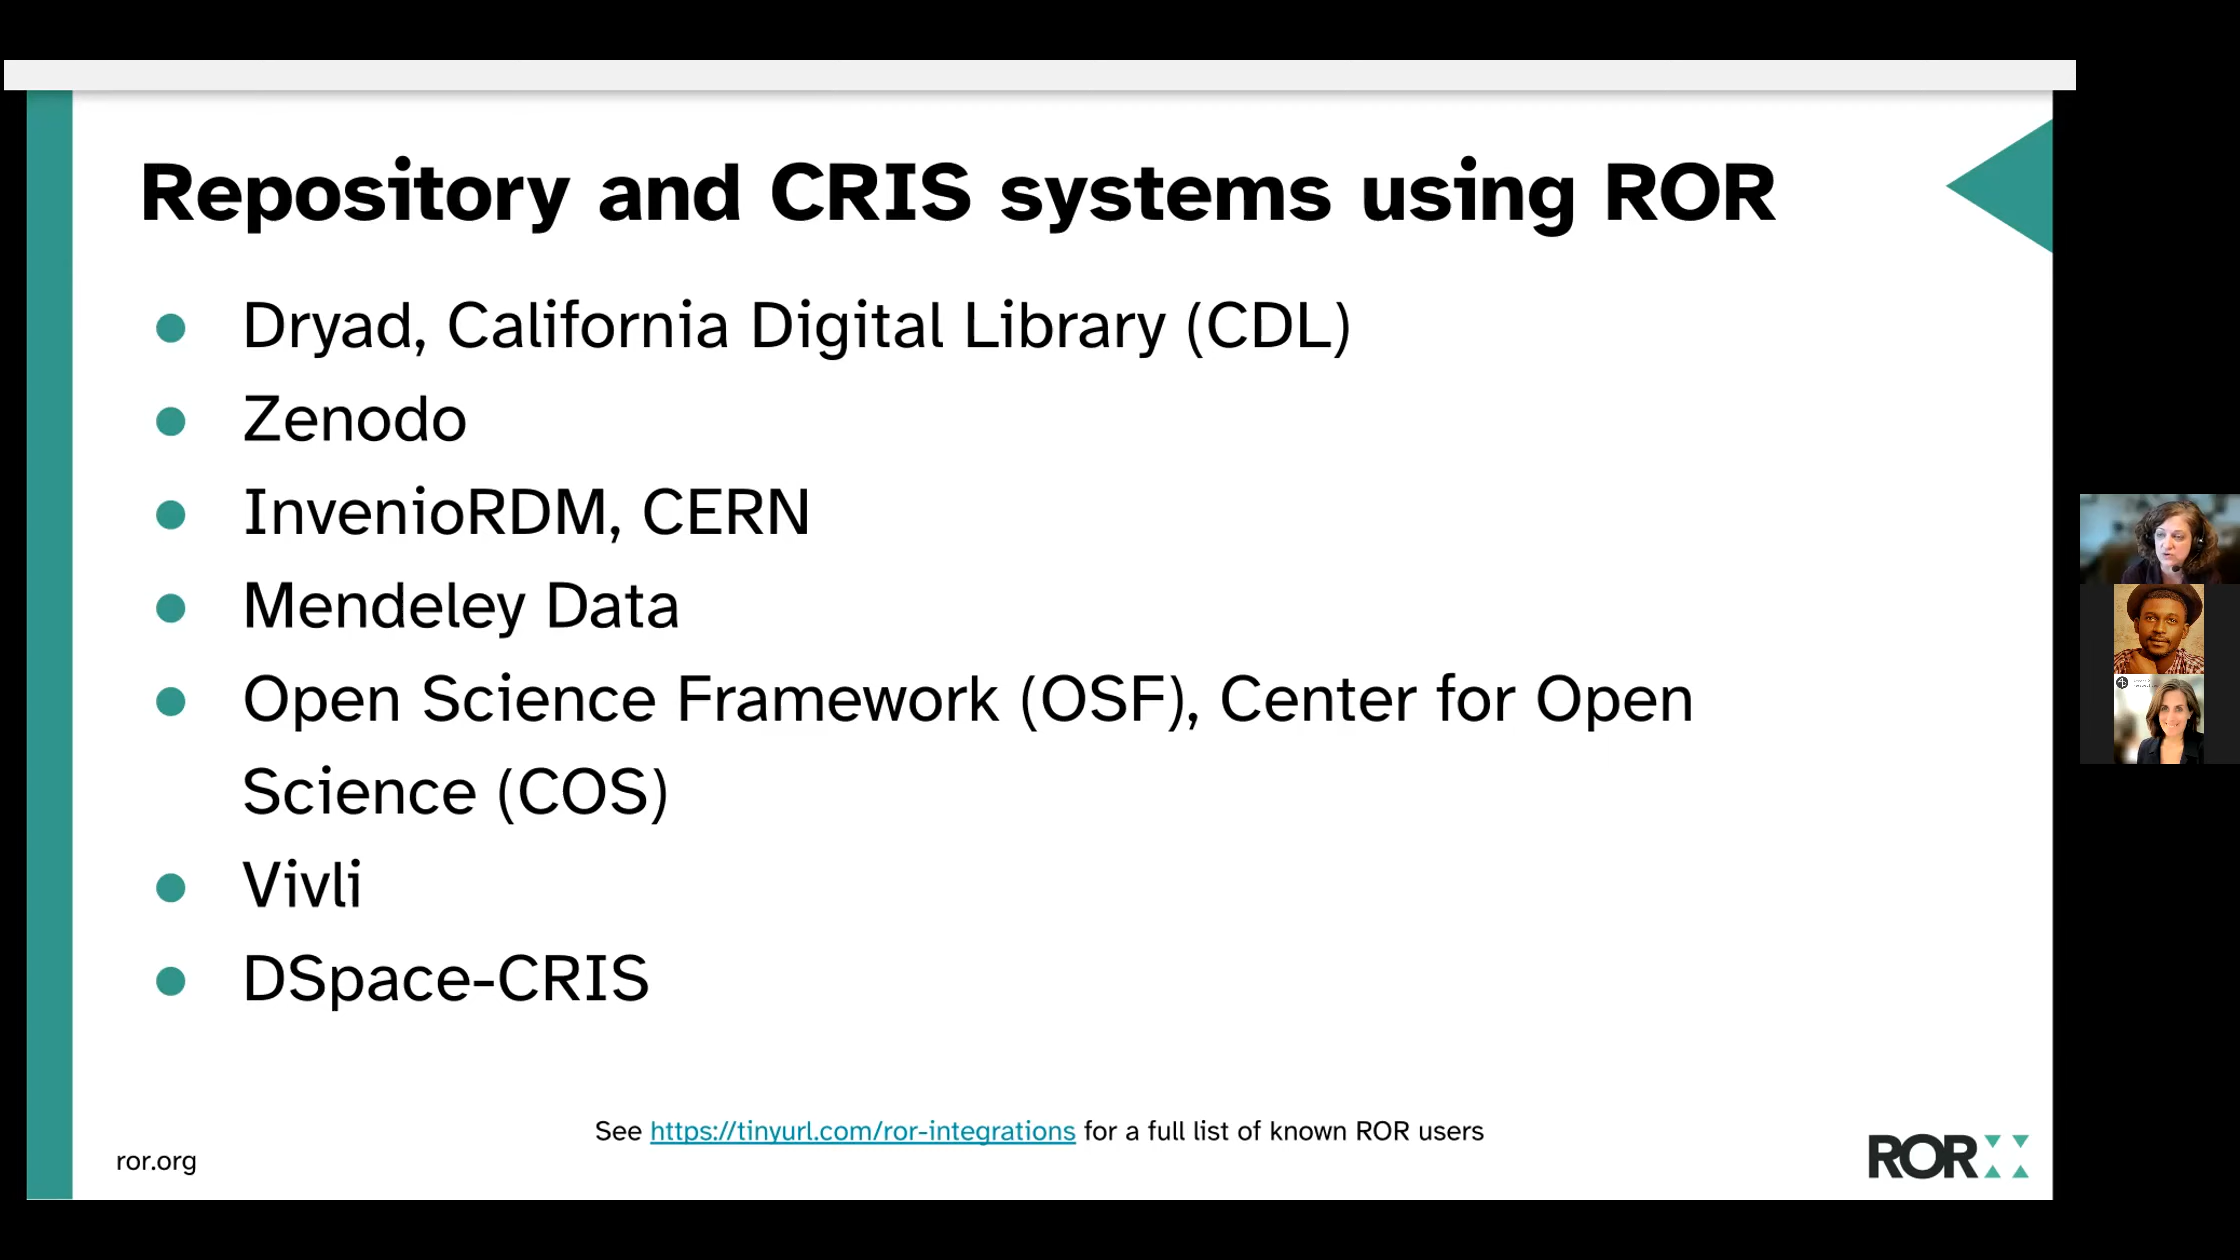 Repository and CRIS systems using ROR
Dryad, California Digital Library (CDL)
Zenodo
InvenioRDM, CERN
Mendeley Data
Open Science Framework (OSF), Center for Open
Science (COS)
Vivli
DSpace-CRIS
See https://tinyurl.com/ror-integrations for a full list of known ROR users
ror.org
ROR